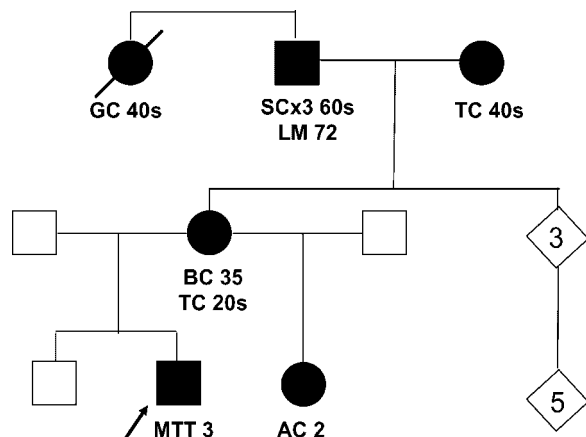 GC 40s
SCx3 60s
LM 72
TC 40s
3
BC 35
TC 20s
5
MTT 3
AC 2